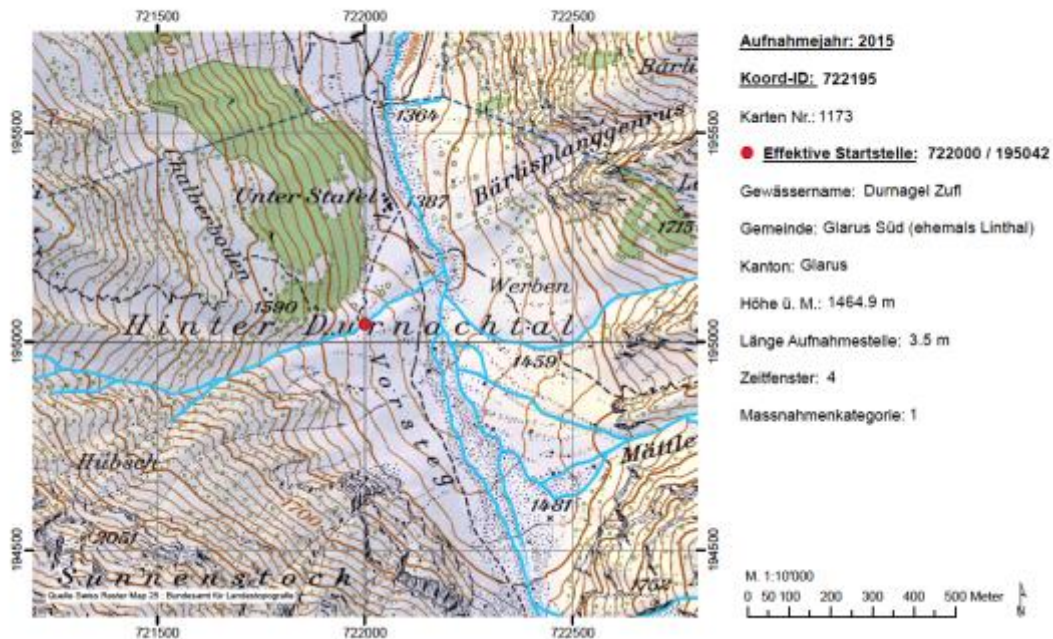 721500 722000 722500
195500
195000
194500
1364
Bärlisplanggenrus
Chalberboden
Unter Stafel
1387
1715
Werben
1590
Hinter Durnachtal
1459
Vorsteg
Mättle
Hübsch
1481
2051
Sunnenstock
1752
Quelle Swiss Raster Map 25 : Bundesamt für Landestopografie
195500
195000
194500
721500 722000 722500
Aufnahmejahr: 2015
Koord-ID: 722195
Karten Nr.: 1173
Effektive Startstelle: 722000 / 195042
Gewässername: Durnagel Zufl
Gemeinde: Glarus Süd (ehemals Linthal)
Kanton: Glarus
Höhe ü. M.: 1464.9 m
Länge Aufnahmestelle: 3.5 m
Zeitfenster: 4
Massnahmenkategorie: 1
M. 1:10'000
0 50 100 200 300 400 500 Meter
N